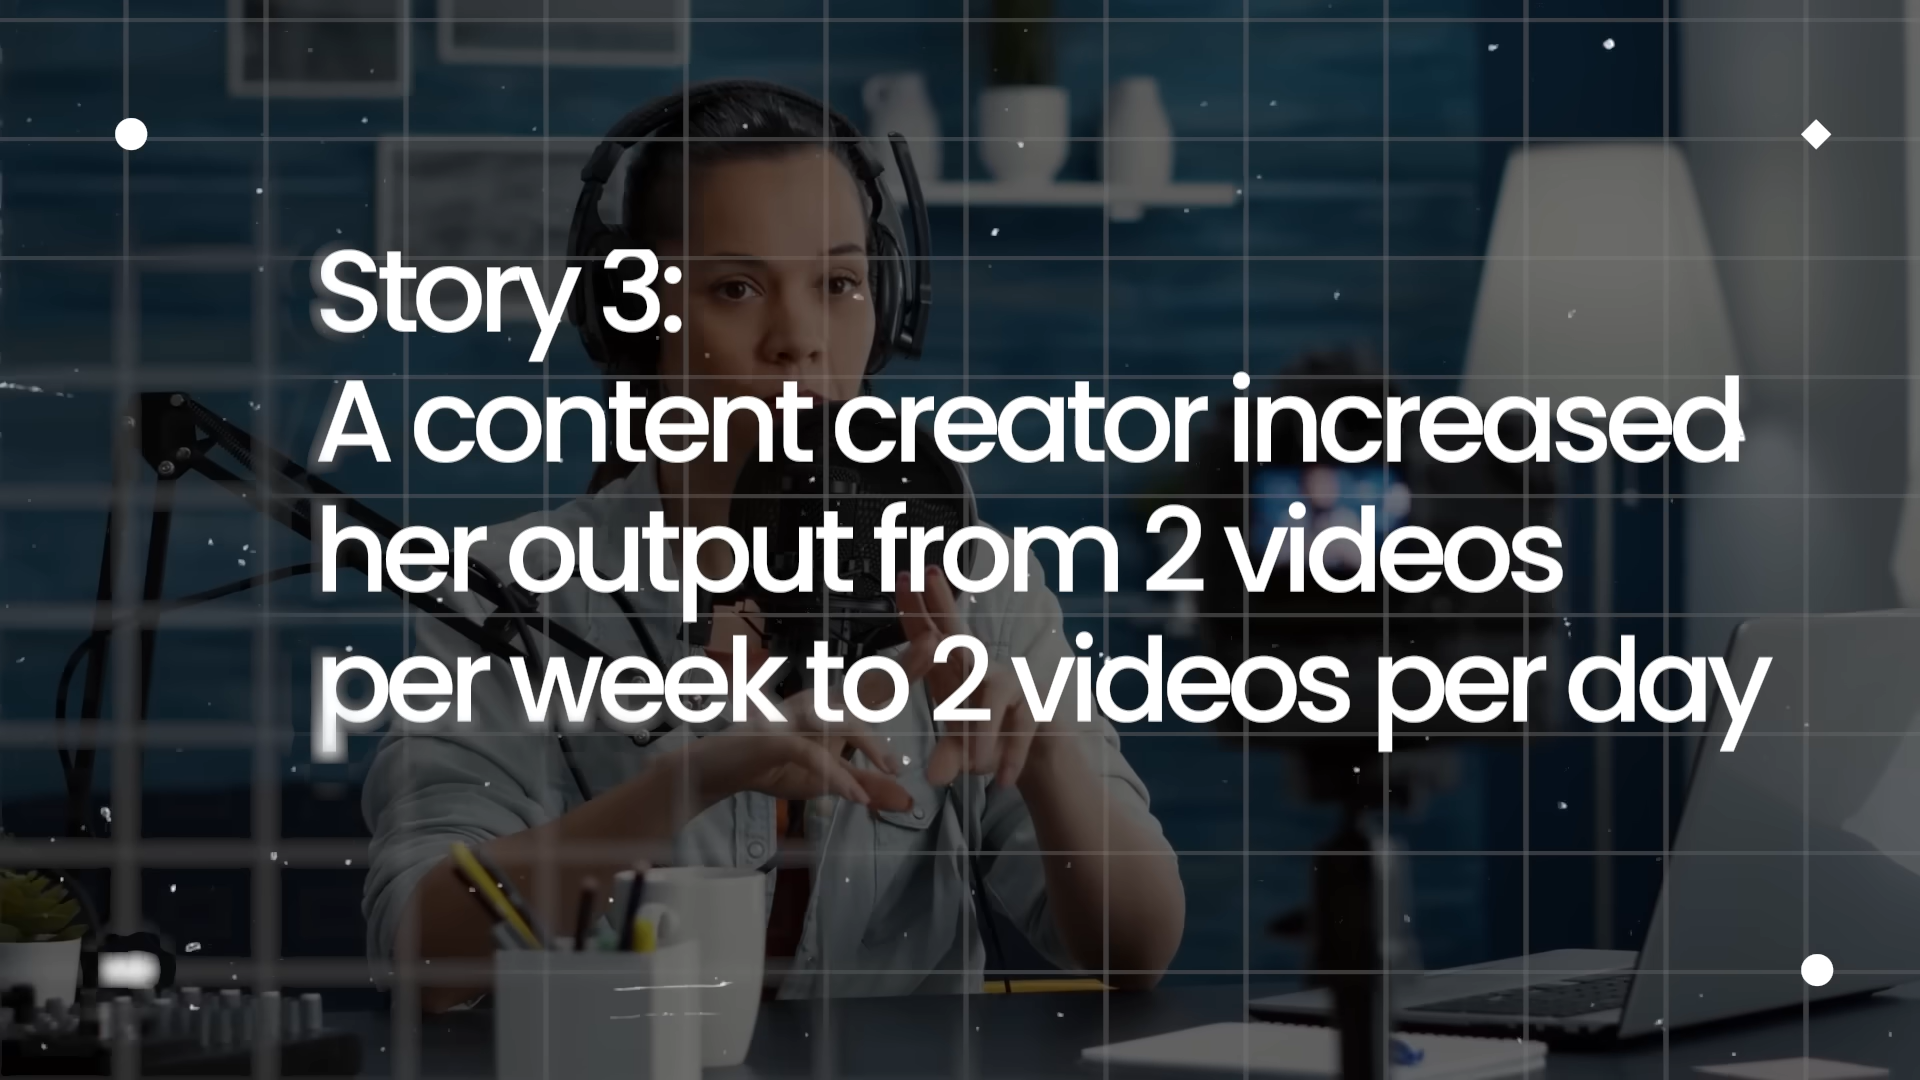 Story 3:
A content creator increased
her output from 2 videos
per week to 2 videos per day